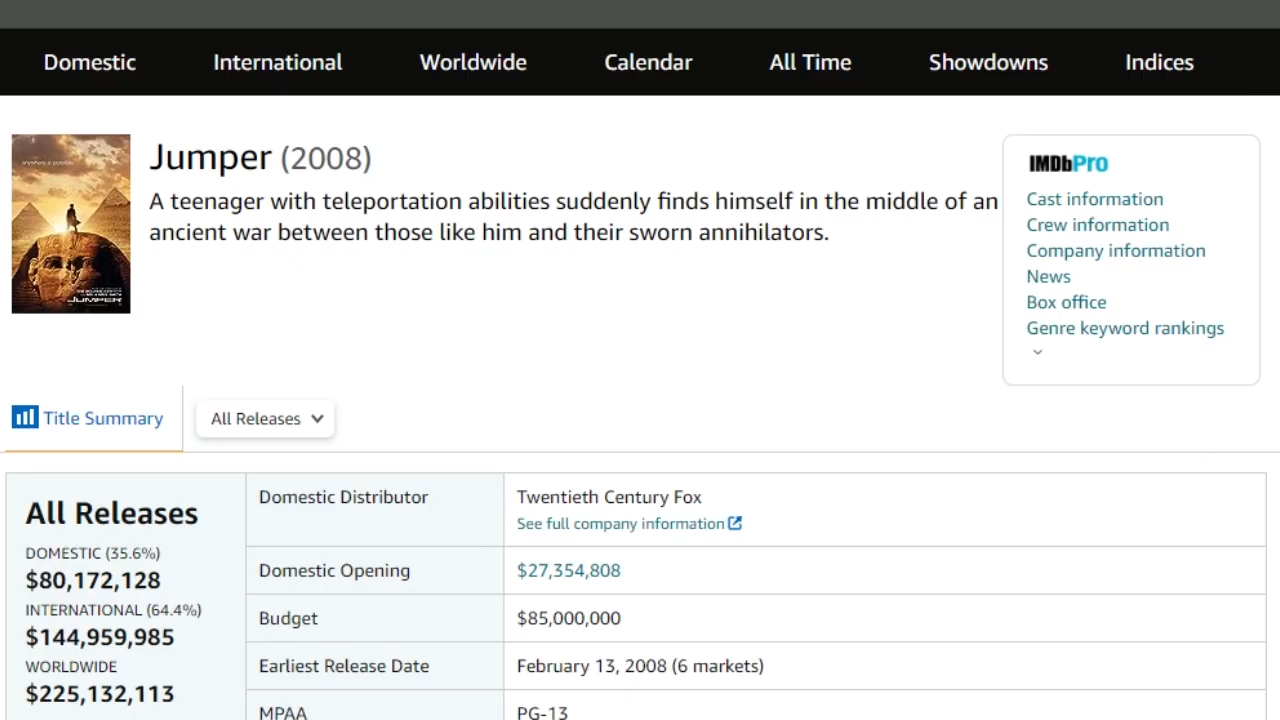 Domestic International Worldwide Calendar All Time Showdowns Indices
anywhere is possible.
JUMPER
Jumper (2008)
A teenager with teleportation abilities suddenly finds himself in the middle of an
ancient war between those like him and their sworn annihilators.
IMDbPro
Cast information
Crew information
Company information
News
Box office
Genre keyword rankings
Title Summary
All Releases
All Releases
DOMESTIC (35.6%)
$80,172,128
INTERNATIONAL (64.4%)
$144,959,985
WORLDWIDE
$225,132,113
Domestic Distributor
Twentieth Century Fox
See full company information
Domestic Opening
$27,354,808
Budget
$85,000,000
Earliest Release Date
February 13, 2008 (6 markets)
MPAA
PG-13